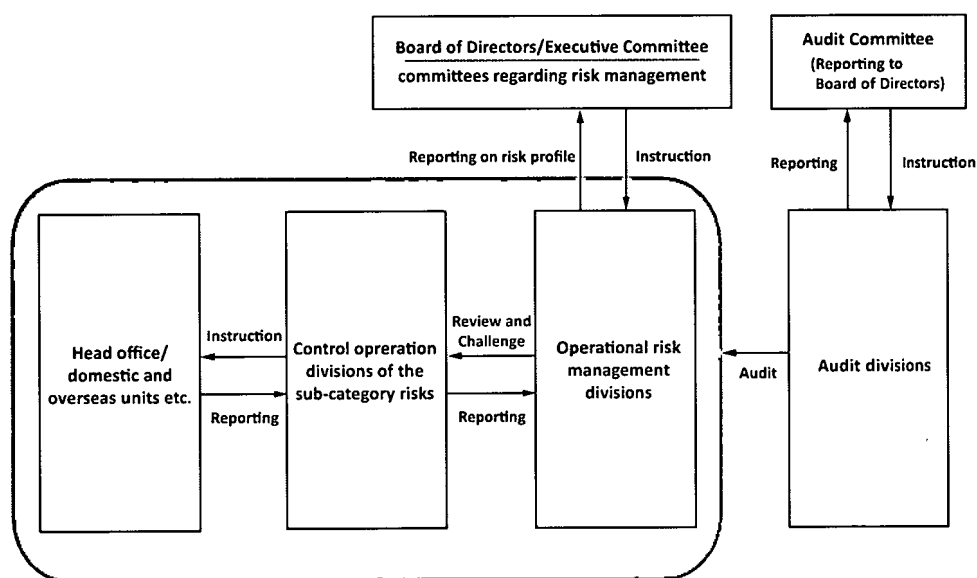 Board of Directors/Executive Committee
committees regarding risk management
Audit Committee
(Reporting to
Board of Directors)
Reporting on risk profile
Instruction
Reporting
Instruction
Head office/
domestic and
overseas units etc.
Instruction
Reporting
Control opreration
divisions of the
sub-category risks
Review and
Challenge
Reporting
Operational risk
management
divisions
Audit
Audit divisions